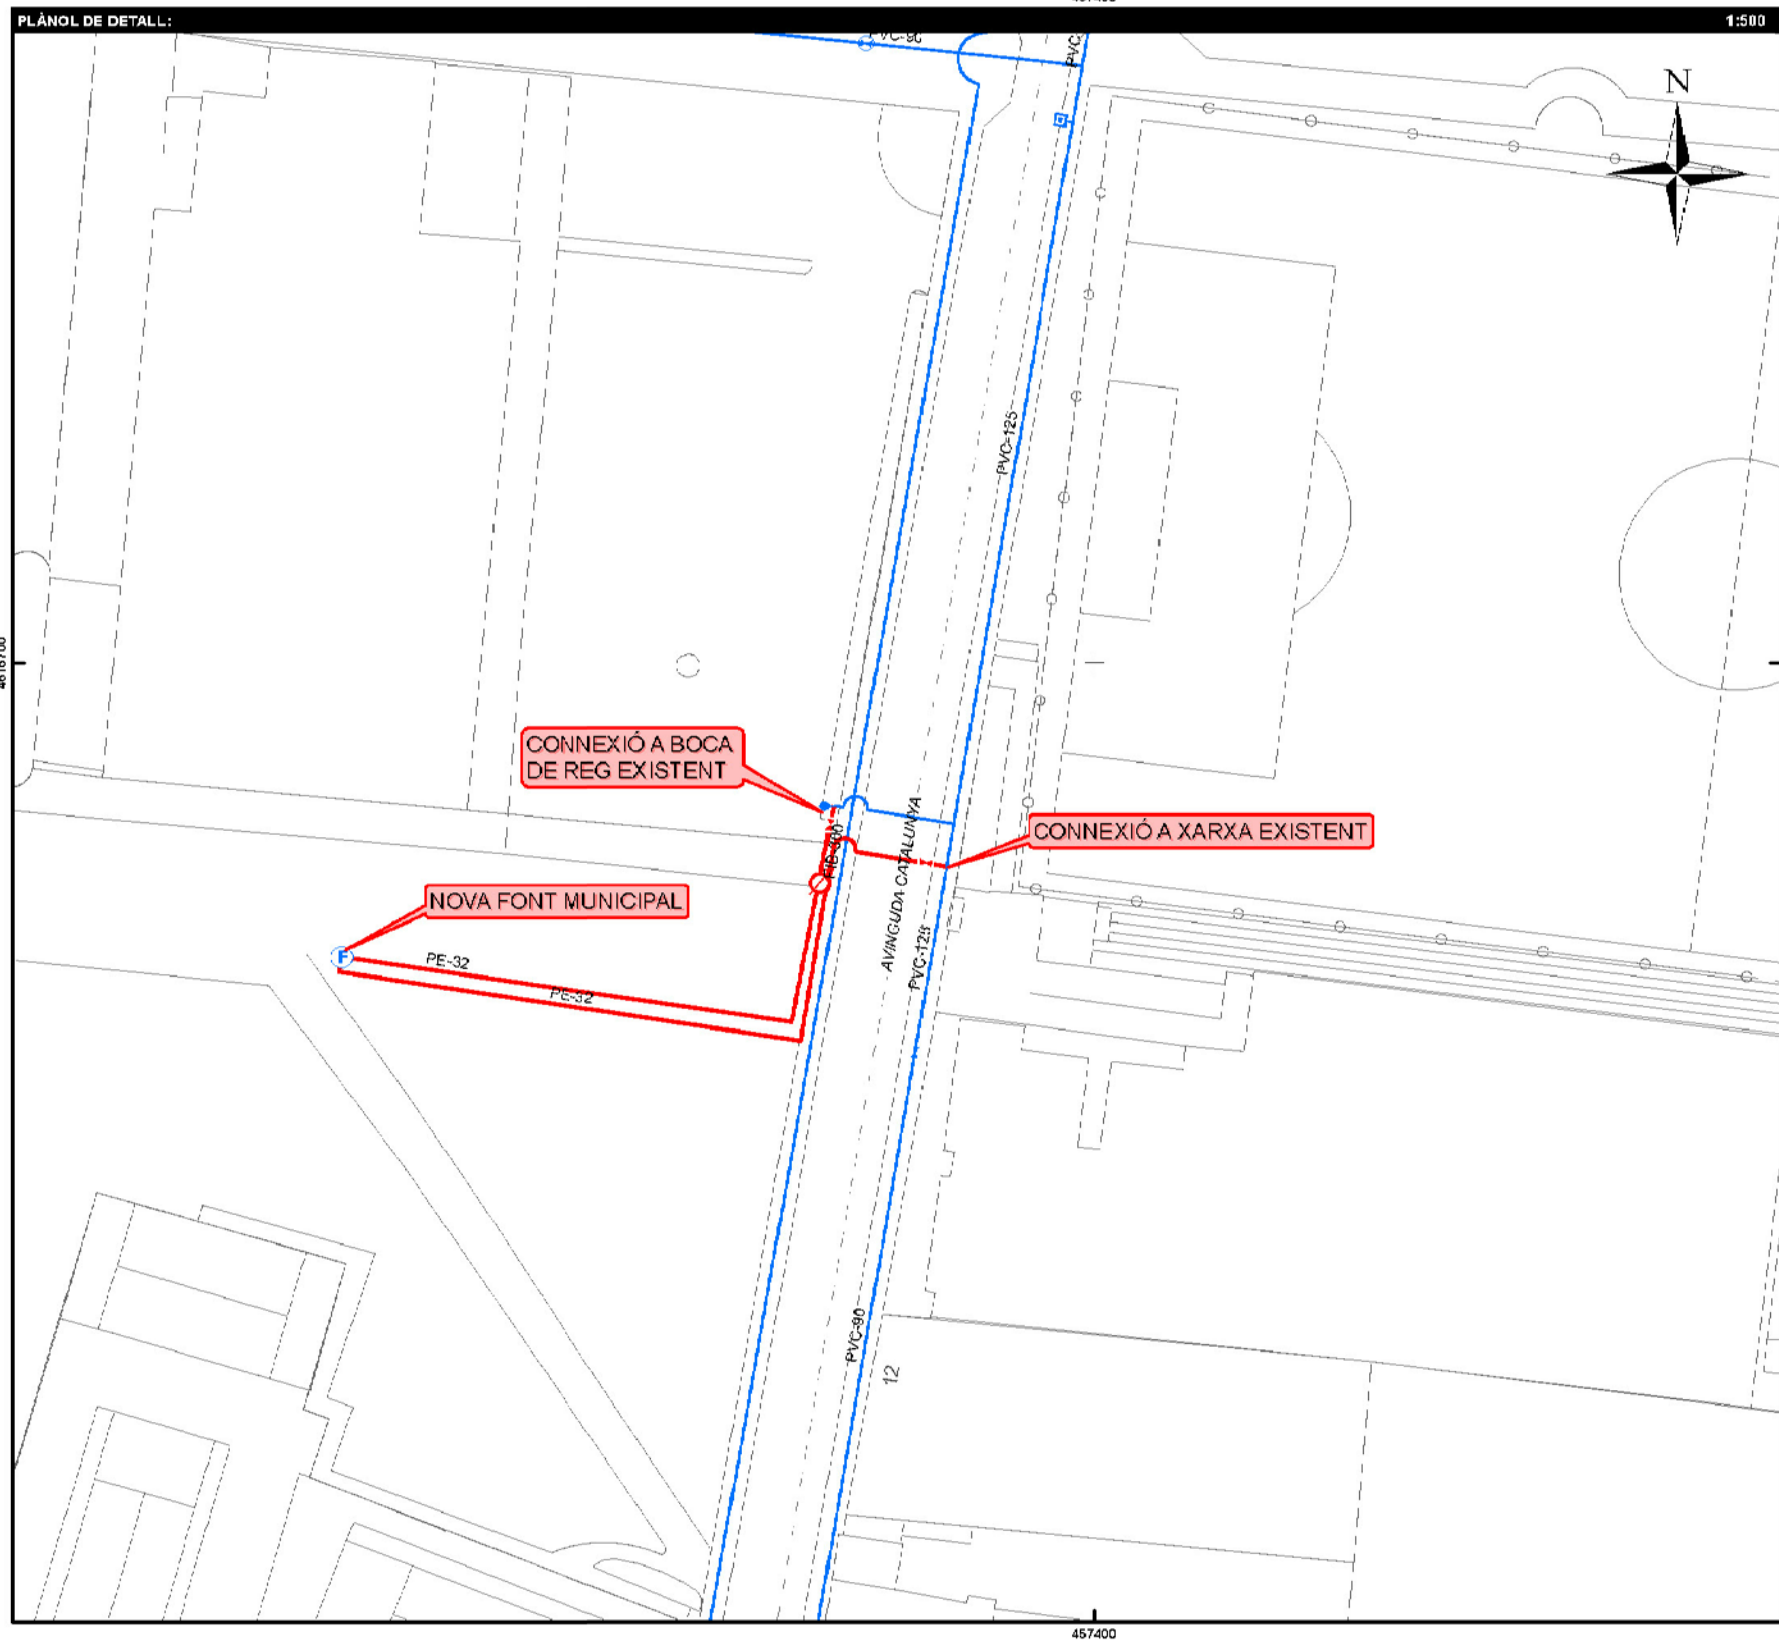 PLÀNOL DE DETALL:
1:500
PVC-90
N
PVC-125
CONNEXIÓ A BOCA
DE REG EXISTENT
CONNEXIÓ A XARXA EXISTENT
AVINGUDA CATALUNYA
NOVA FONT MUNICIPAL
F
PE-32
PE-32
PVC-125
PVC-90
12
457400